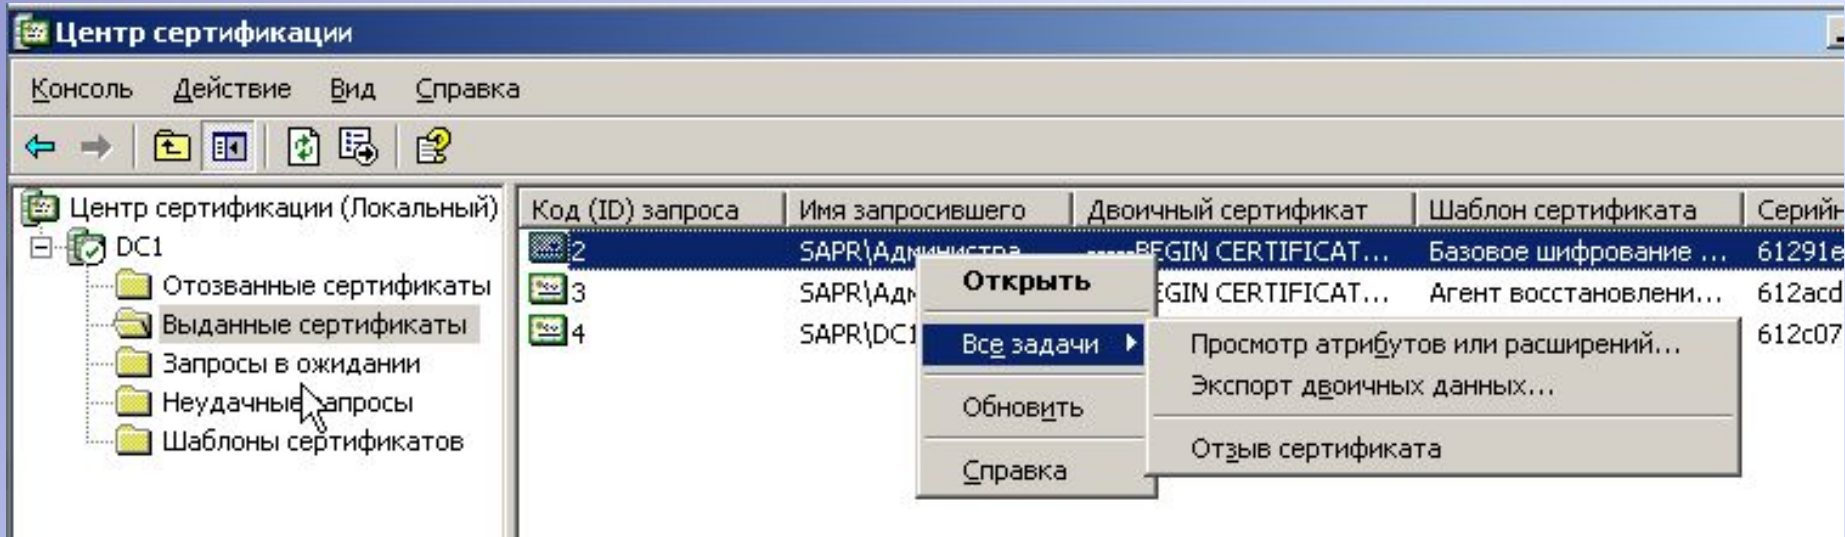 Центр сертификации
Консоль Действие Вид Справка
Центр сертификации (Локальный)
DC1
Отозванные сертификаты
Выданные сертификаты
Запросы в ожидании
Неудачные запросы
Шаблоны сертификатов
Код (ID) запроса Имя запросившего Двоичный сертификат Шаблон сертификата
2 SAPR\Администра... -----BEGIN CERTIFICAT... Базовое шифрование ... 61291e
3 SAPR\ CERTIFICAT... Агент восстановлени... 612acd
4 SAPR\DC1 612c07
Открыть
Все задачи
Обновить
Справка
Просмотр атрибутов или расширений...
Экспорт двоичных данных...
Отзыв сертификата